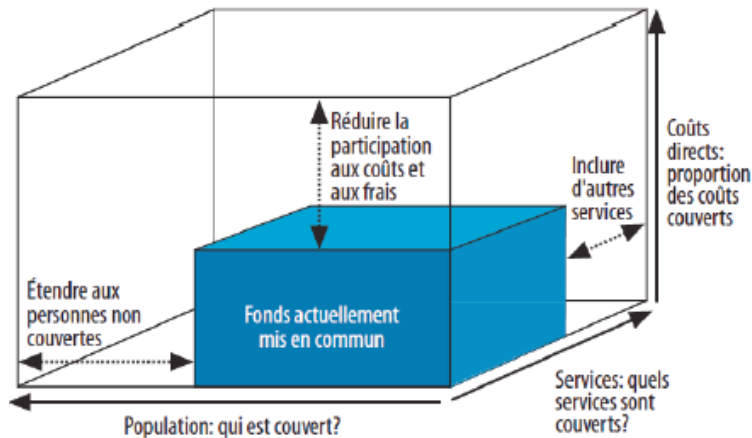 Réduire la
participation
aux coûts et
aux frais
Inclure
d'autres
services
Coûts
directs:
proportion
des coûts
couverts
Étendre aux
personnes non
couvertes
Fonds actuellement
mis en commun
Population: qui est couvert?
Services: quels
services sont
couverts?